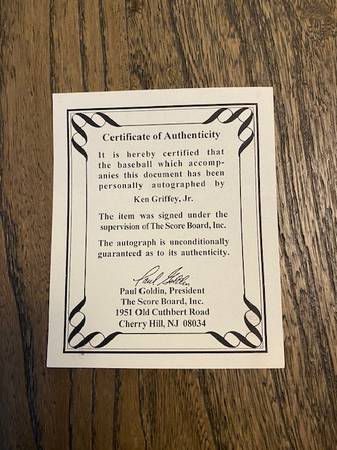 Certificate of Authenticity
It is hereby certified that
the baseball which accomp-
anies this document has been
personally autographed by
Ken Griffey, Jr.
The item was signed under the
supervision of The Score Board, Inc.
The autograph is unconditionally
guaranteed as to its authenticity.
Paul Goldin
Paul Goldin, President
The Score Board, Inc.
1951 Old Cuthbert Road
Cherry Hill, NJ 08034